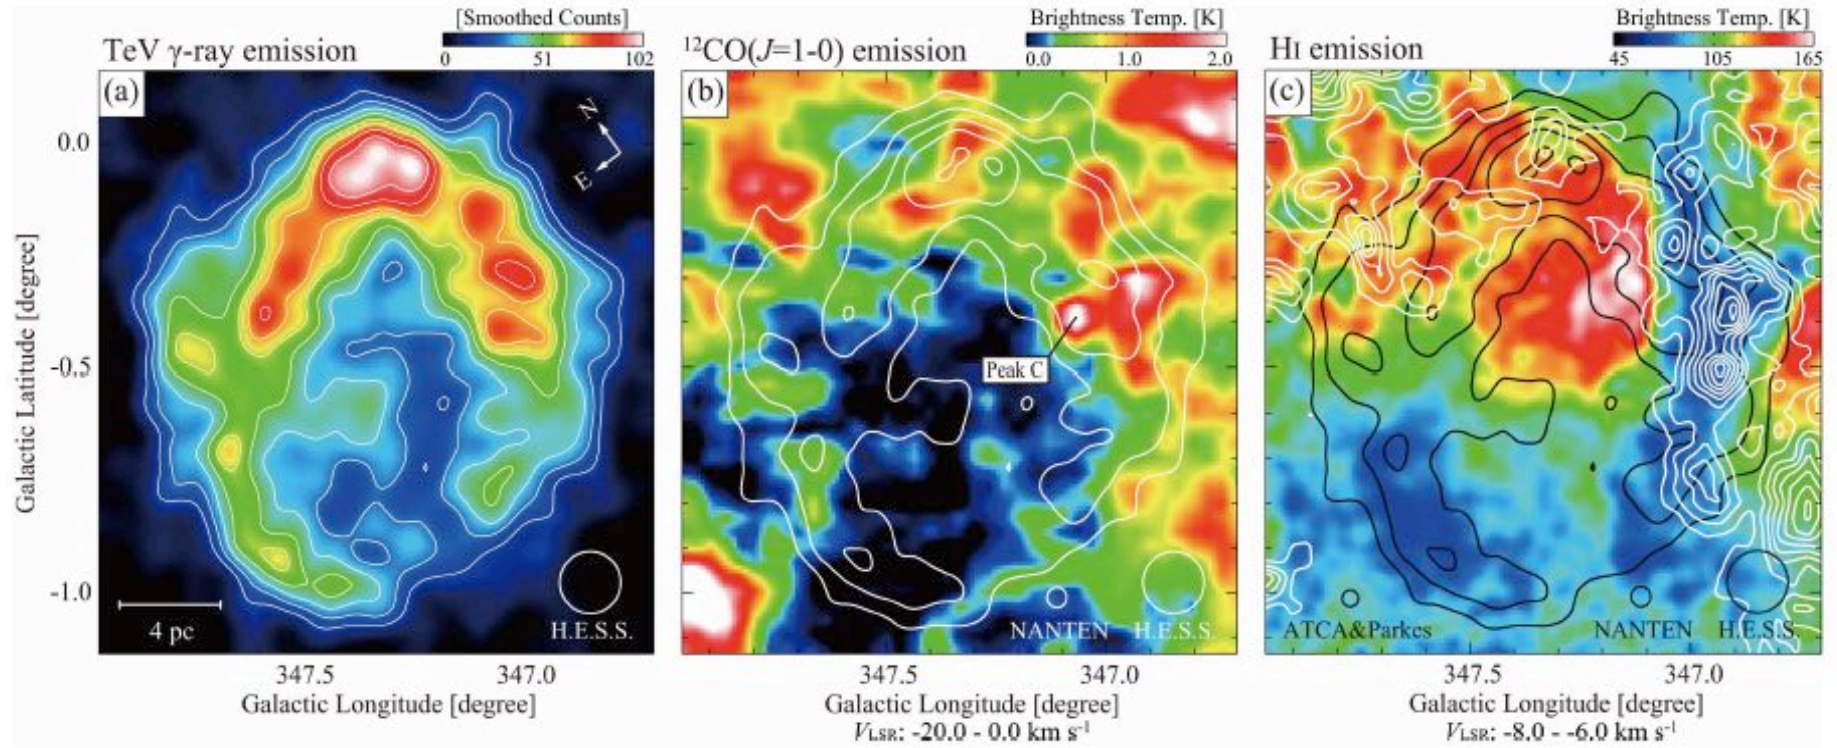 [Smoothed Counts]
TeV γ-ray emission
0 51 102
(a)
N
E
0.0
-0.5
-1.0
Galactic Latitude [degree]
4 pc
H.E.S.S.
347.5 347.0
Galactic Longitude [degree]
Brightness Temp. [K]
¹²CO(J=1-0) emission
0.0 1.0 2.0
(b)
Peak C
NANTEN H.E.S.S.
347.5 347.0
Galactic Longitude [degree]
VLSR: -20.0 - 0.0 km s⁻¹
Brightness Temp. [K]
HI emission
45 105 165
(c)
ATCA&Parkes NANTEN H.E.S.S.
347.5 347.0
Galactic Longitude [degree]
VLSR: -8.0 - -6.0 km s⁻¹